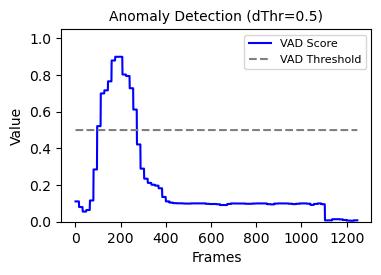 Anomaly Detection (dThr=0.5)
1.0
0.8
0.6
0.4
0.2
0.0
Value
VAD Score
VAD Threshold
0 200 400 600 800 1000 1200
Frames